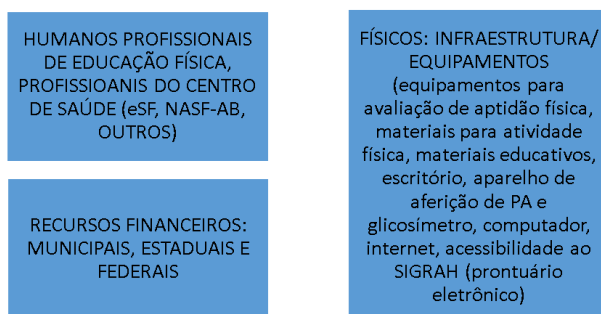 HUMANOS PROFISSIONAIS
DE EDUCAÇÃO FÍSICA,
PROFISSIOANIS DO CENTRO
DE SAÚDE (eSF, NASF-AB,
OUTROS)
RECURSOS FINANCEIROS:
MUNICIPAIS, ESTADUAIS E
FEDERAIS
FÍSICOS: INFRAESTRUTURA/
EQUIPAMENTOS
(equipamentos para
avaliação de aptidão física,
materiais para atividade
física, materiais educativos,
escritório, aparelho de
aferição de PA e
glicosímetro, computador,
internet, acessibilidade ao
SIGRAH (prontuário
eletrônico)